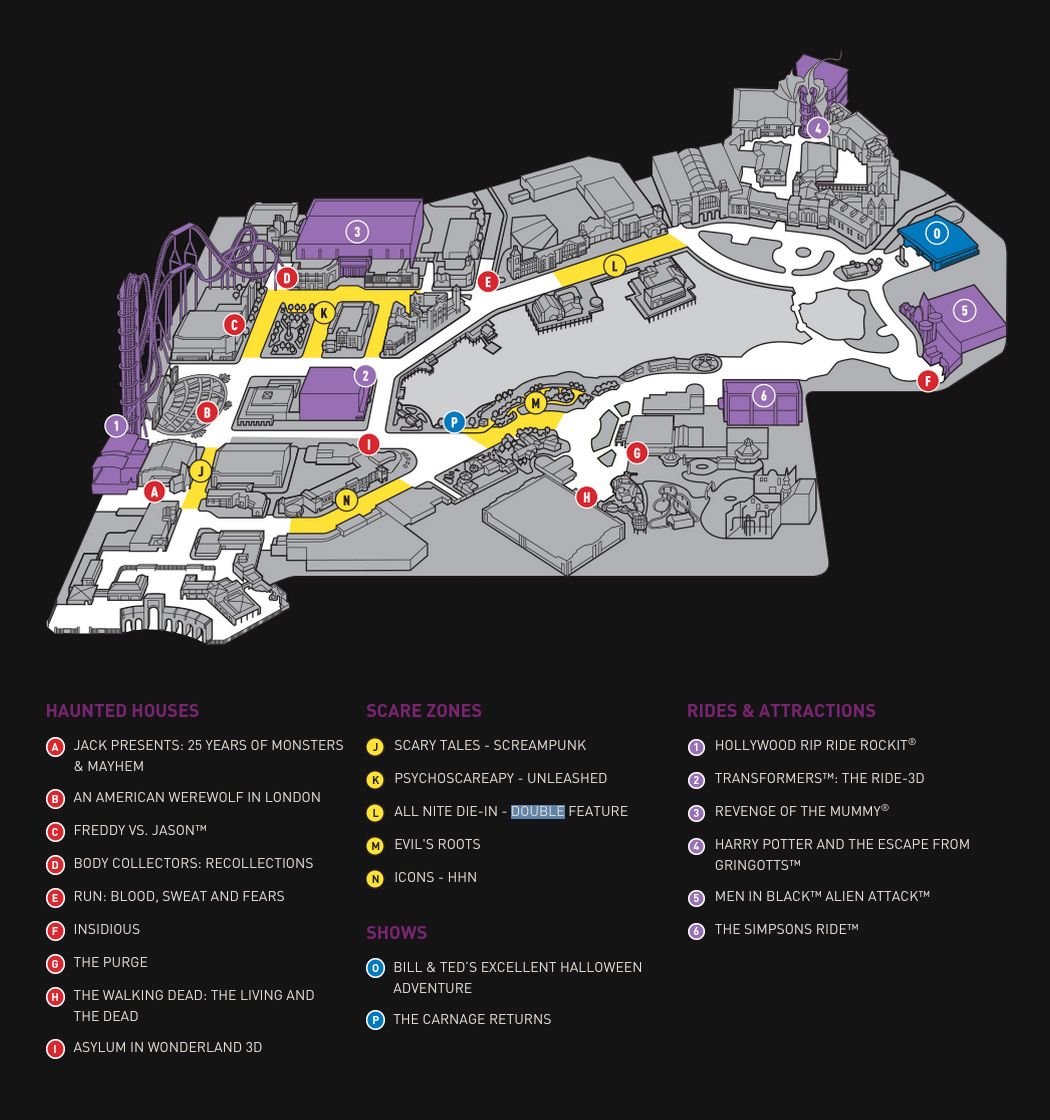 4
O
3
D
E
L
5
K
C
2
F
6
B
P
M
1
I
G
J
A
N
H
HAUNTED HOUSES
A JACK PRESENTS: 25 YEARS OF MONSTERS
& MAYHEM
B AN AMERICAN WEREWOLF IN LONDON
C FREDDY VS. JASON™
D BODY COLLECTORS: RECOLLECTIONS
E RUN: BLOOD, SWEAT AND FEARS
F INSIDIOUS
G THE PURGE
H THE WALKING DEAD: THE LIVING AND
THE DEAD
I ASYLUM IN WONDERLAND 3D
SCARE ZONES
J SCARY TALES - SCREAMPUNK
K PSYCHOSCAREAPY - UNLEASHED
L ALL NITE DIE-IN - DOUBLE FEATURE
M EVIL'S ROOTS
N ICONS - HHN
SHOWS
O BILL & TED'S EXCELLENT HALLOWEEN
ADVENTURE
P THE CARNAGE RETURNS
RIDES & ATTRACTIONS
1 HOLLYWOOD RIP RIDE ROCKIT®
2 TRANSFORMERS™: THE RIDE-3D
3 REVENGE OF THE MUMMY®
4 HARRY POTTER AND THE ESCAPE FROM
GRINGOTTS™
5 MEN IN BLACK™ ALIEN ATTACK™
6 THE SIMPSONS RIDE™